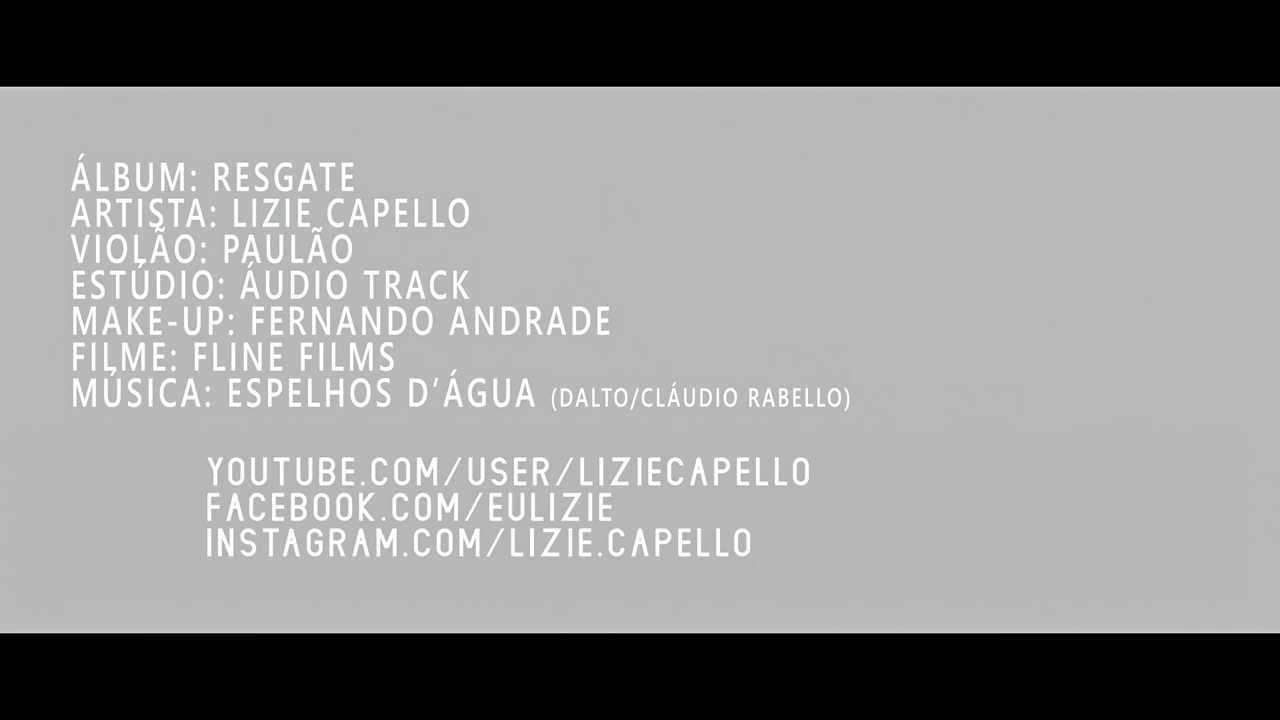 ÁLBUM: RESGATE
ARTISTA: LIZIE CAPELLO
VIOLÃO: PAULÃO
ESTÚDIO: ÁUDIO TRACK
MAKE-UP: FERNANDO ANDRADE
FILME: FLINE FILMS
MÚSICA: ESPELHOS D'ÁGUA (DALTO/CLÁUDIO RABELLO)
YOUTUBE.COM/USER/LIZIECAPELLO
FACEBOOK.COM/EULIZIE
INSTAGRAM.COM/LIZIE.CAPELLO